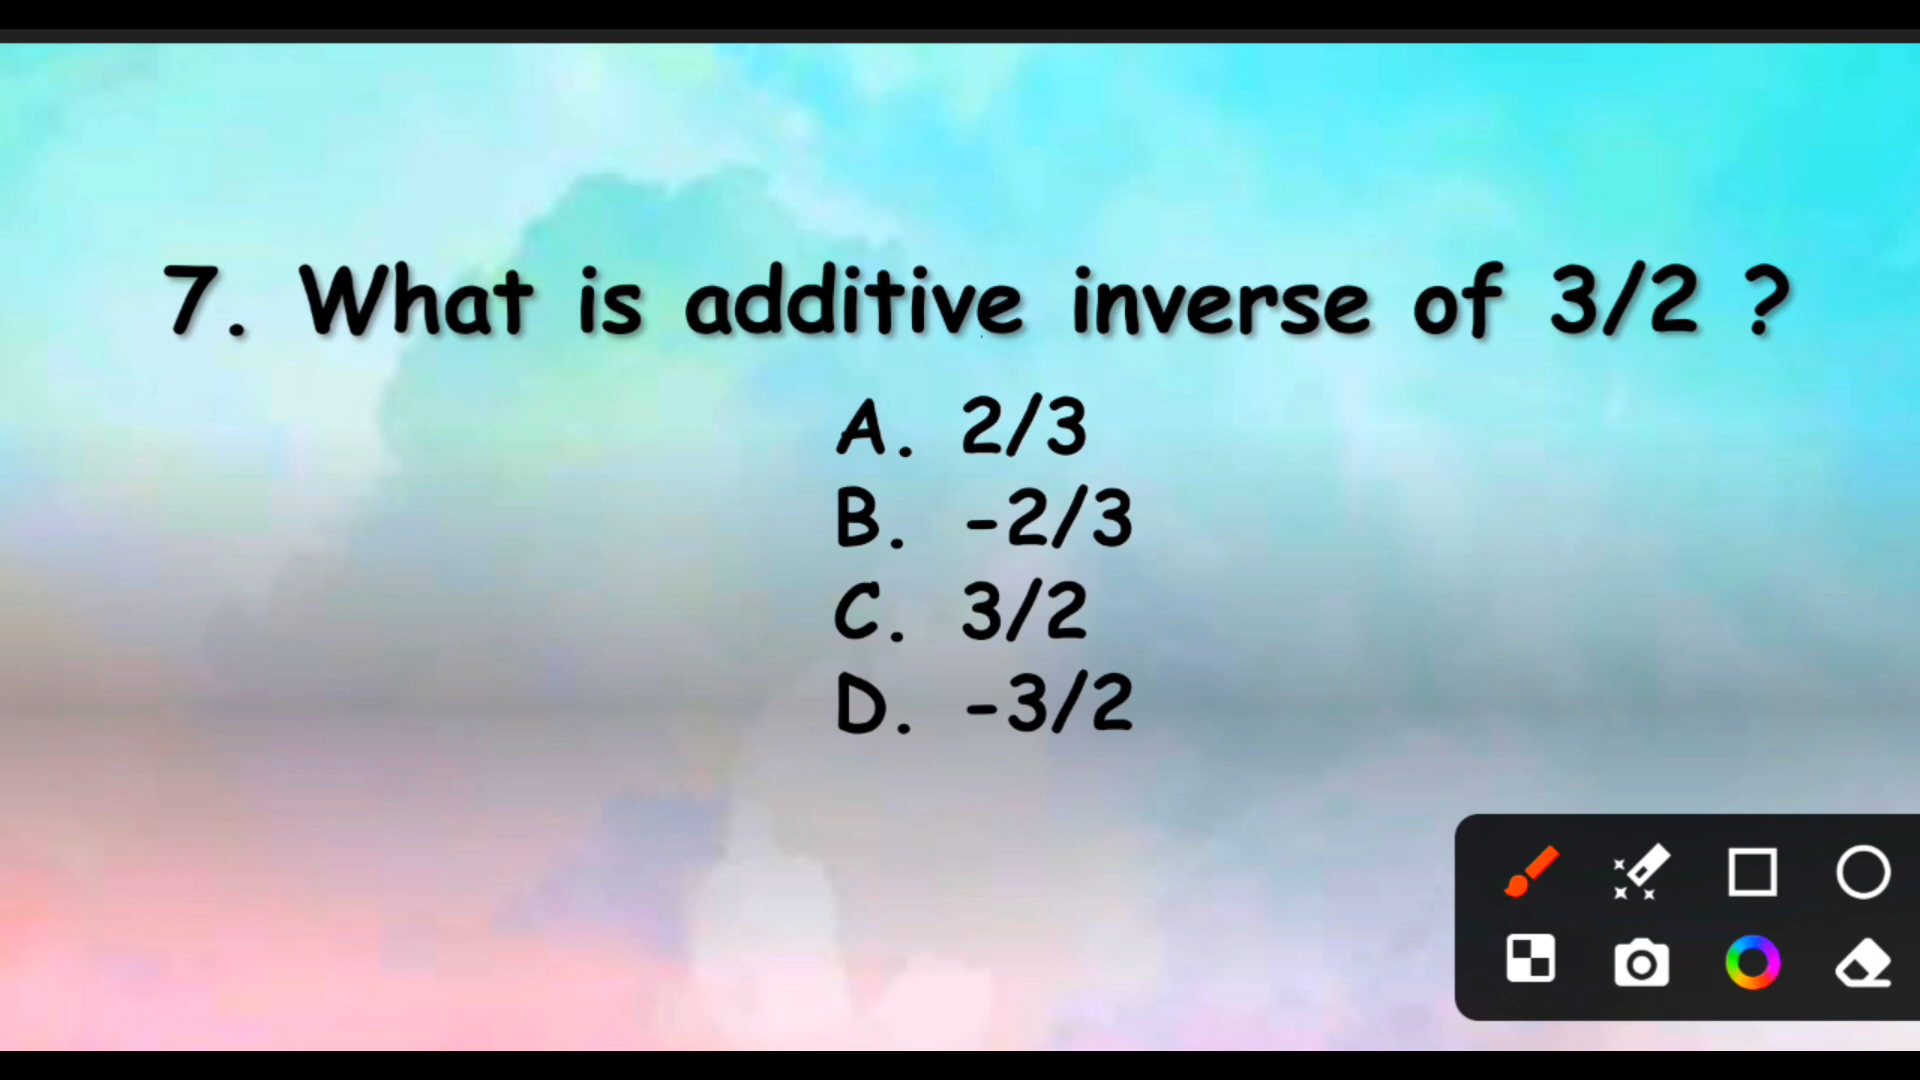 7. What is additive inverse of 3/2 ?
A. 2/3
B. -2/3
C. 3/2
D. -3/2